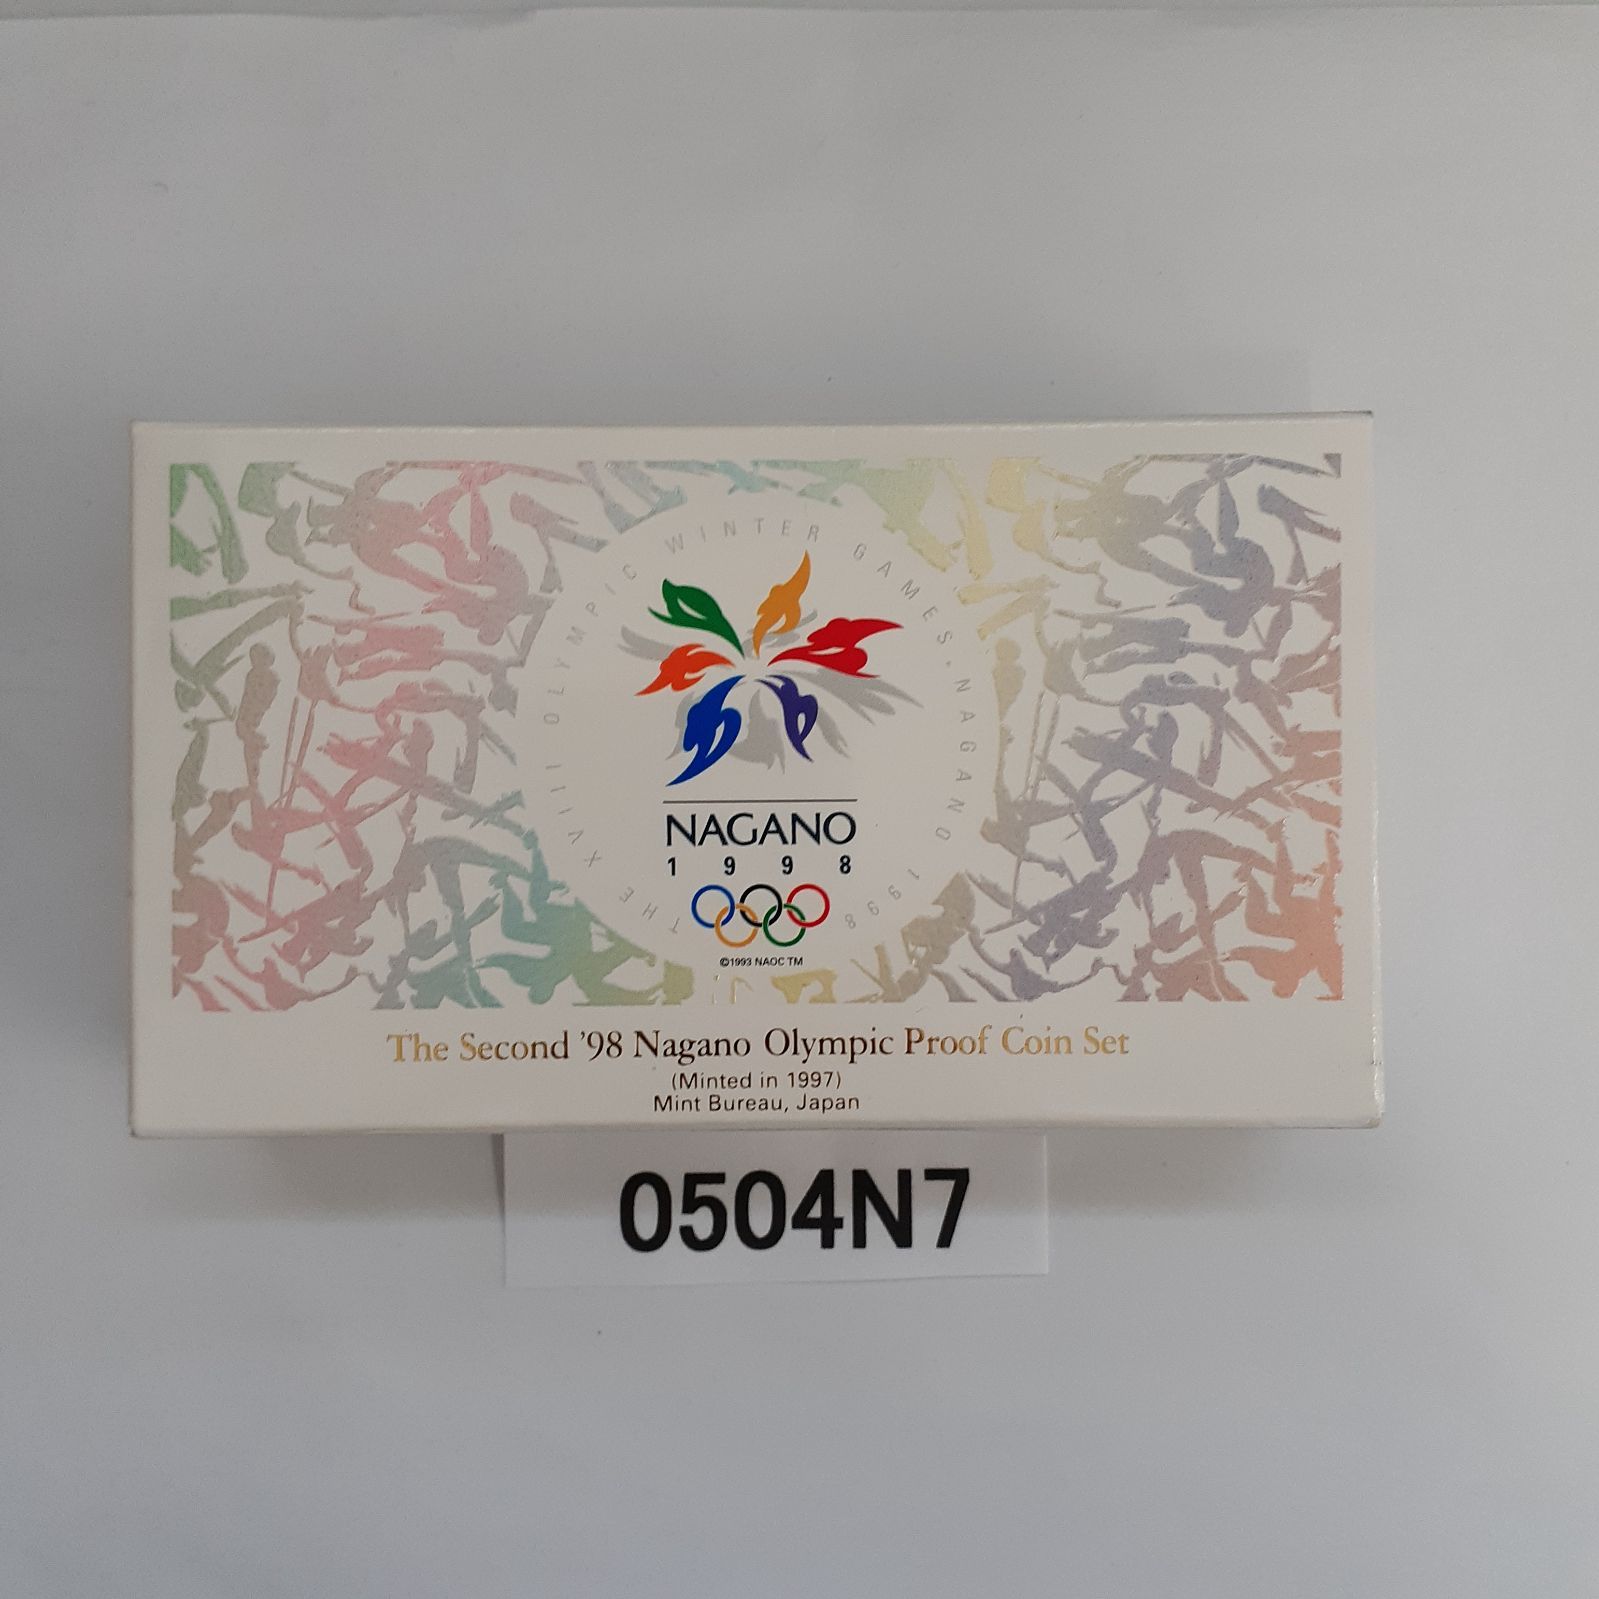 THE XVIII OLYMPIC WINTER GAMES · NAGANO 1998
NAGANO
1998
©1993 NAOC TM
The Second '98 Nagano Olympic Proof Coin Set
(Minted in 1997)
Mint Bureau, Japan
0504N7